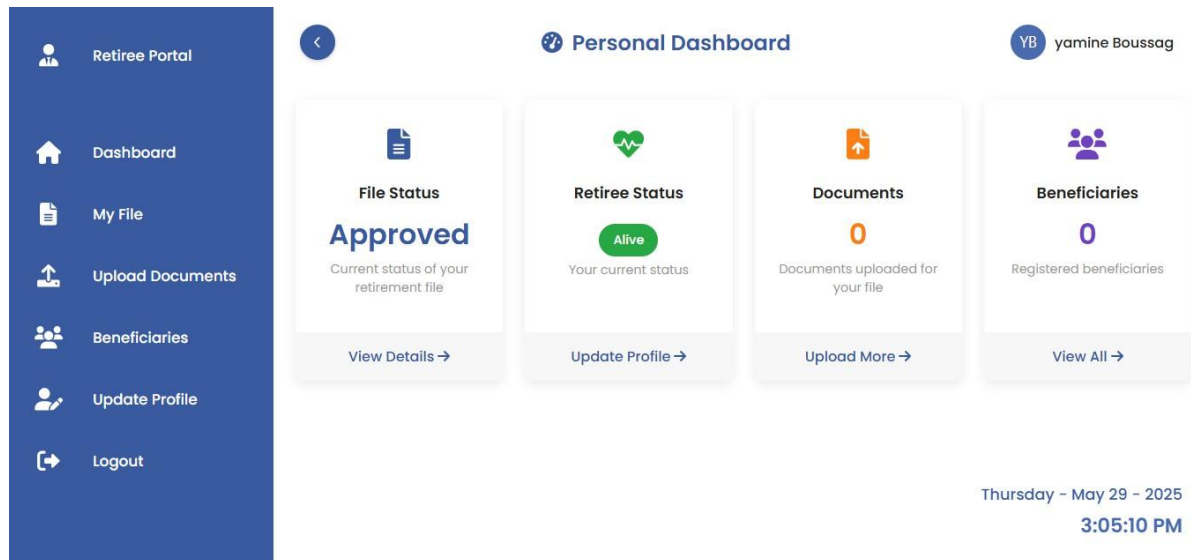 Retiree Portal
Dashboard
My File
Upload Documents
Beneficiaries
Update Profile
Logout
Personal Dashboard
YB yamine Boussag
File Status
Approved
Current status of your
retirement file
View Details
Retiree Status
Alive
Your current status
Update Profile
Documents
0
Documents uploaded for
your file
Upload More
Beneficiaries
0
Registered beneficiaries
View All
Thursday - May 29 - 2025
3:05:10 PM